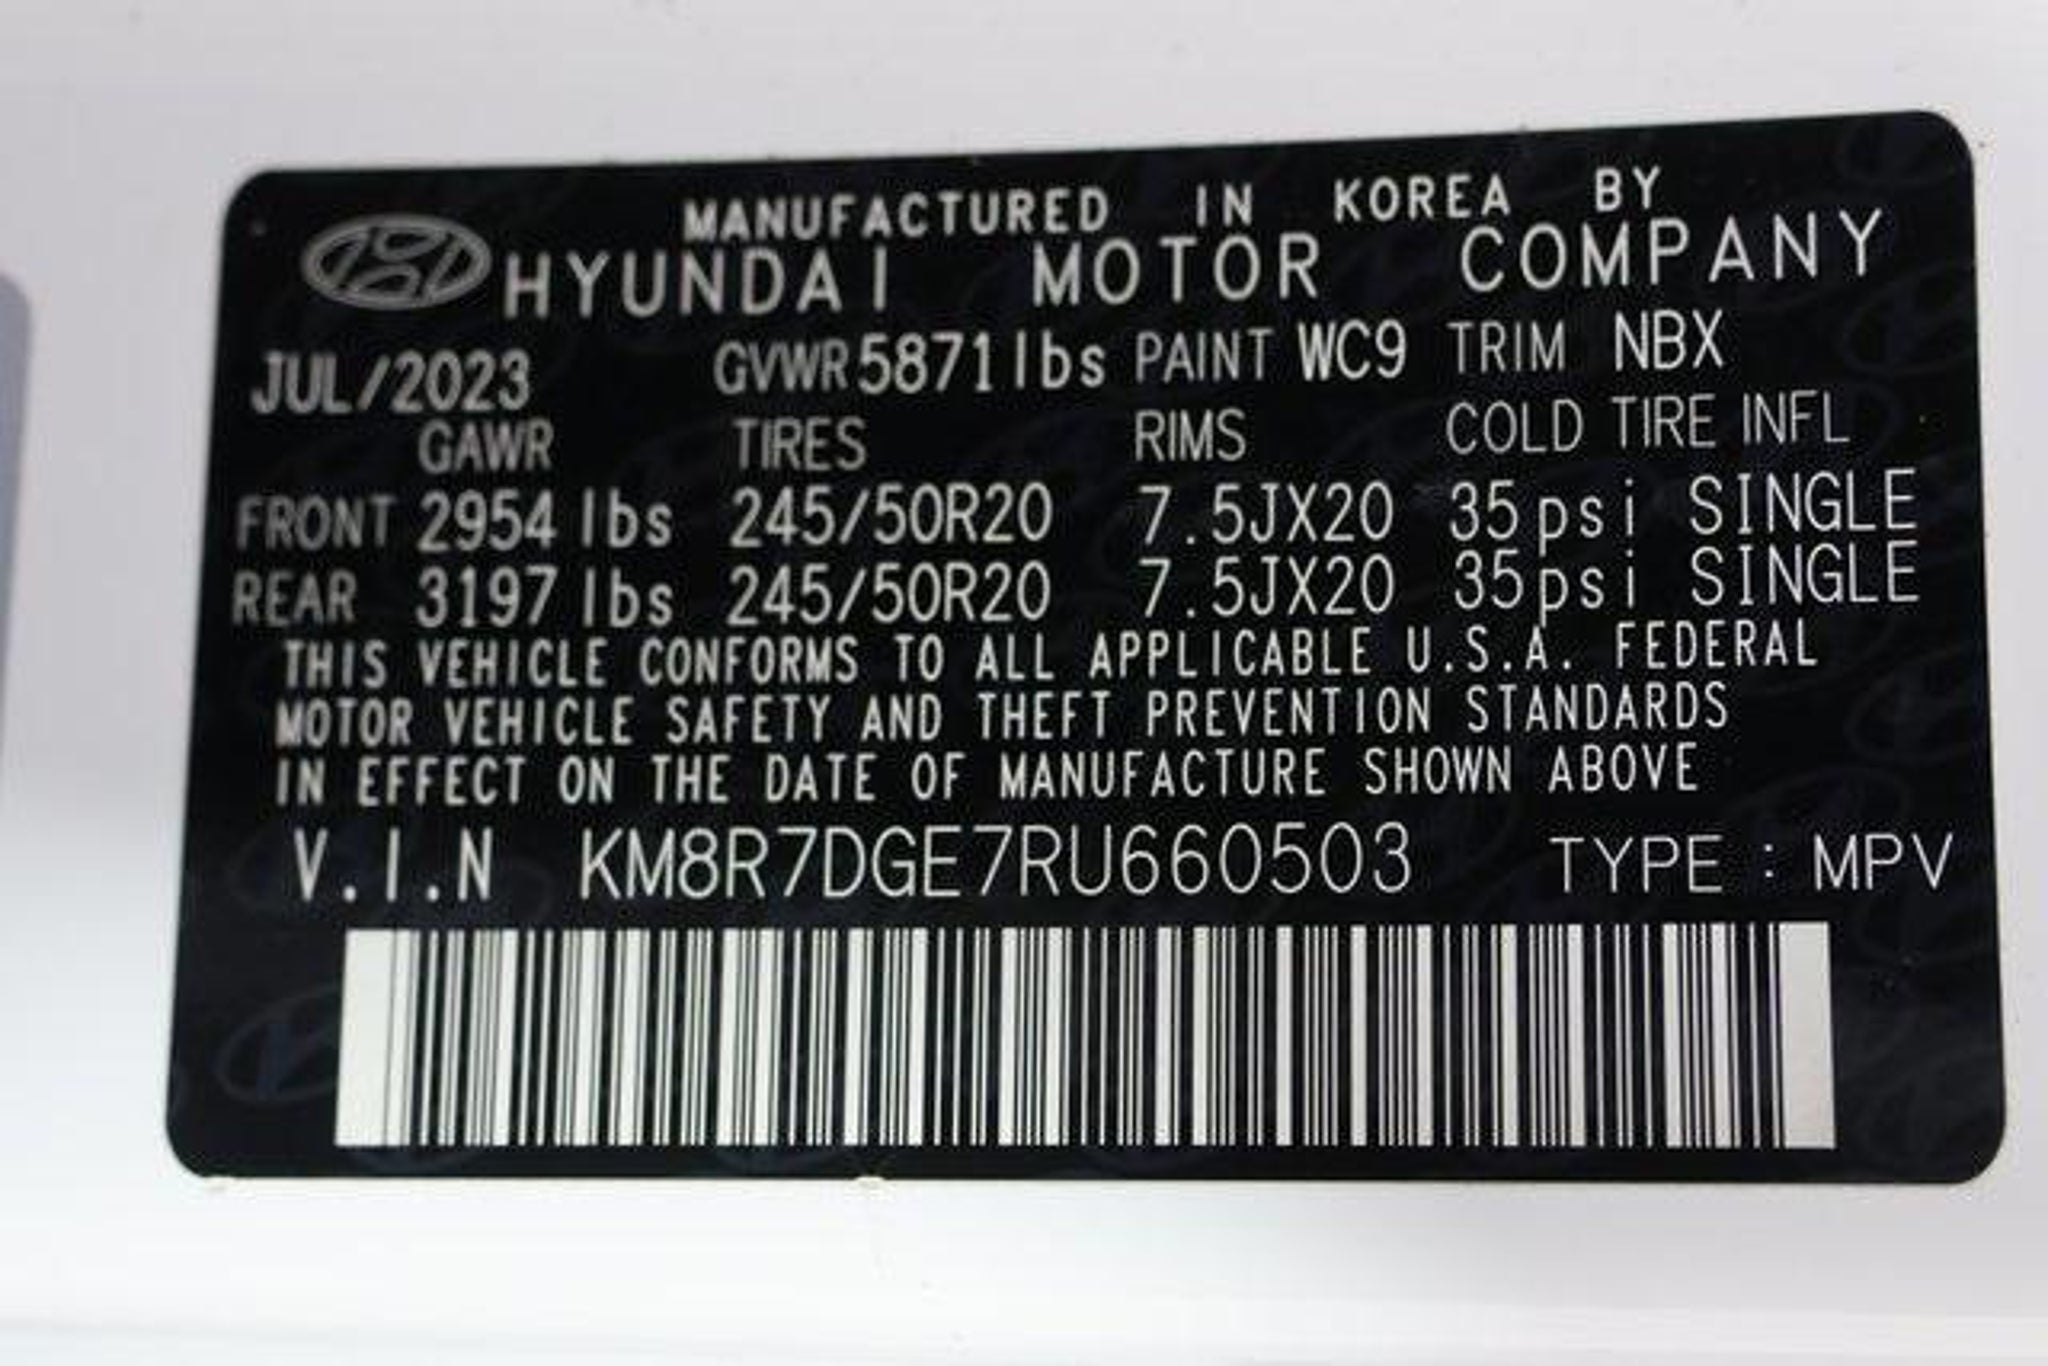 MANUFACTURED IN KOREA BY
HYUNDAI MOTOR COMPANY
JUL/2023 GVWR 5871lbs PAINT WC9 TRIM NBX
GAWR TIRES RIMS COLD TIRE INFL
FRONT 2954 lbs 245/50R20 7.5JX20 35psi SINGLE
REAR 3197 lbs 245/50R20 7.5JX20 35psi SINGLE
THIS VEHICLE CONFORMS TO ALL APPLICABLE U.S.A. FEDERAL
MOTOR VEHICLE SAFETY AND THEFT PREVENTION STANDARDS
IN EFFECT ON THE DATE OF MANUFACTURE SHOWN ABOVE
V.I.N KM8R7DGE7RU660503 TYPE : MPV